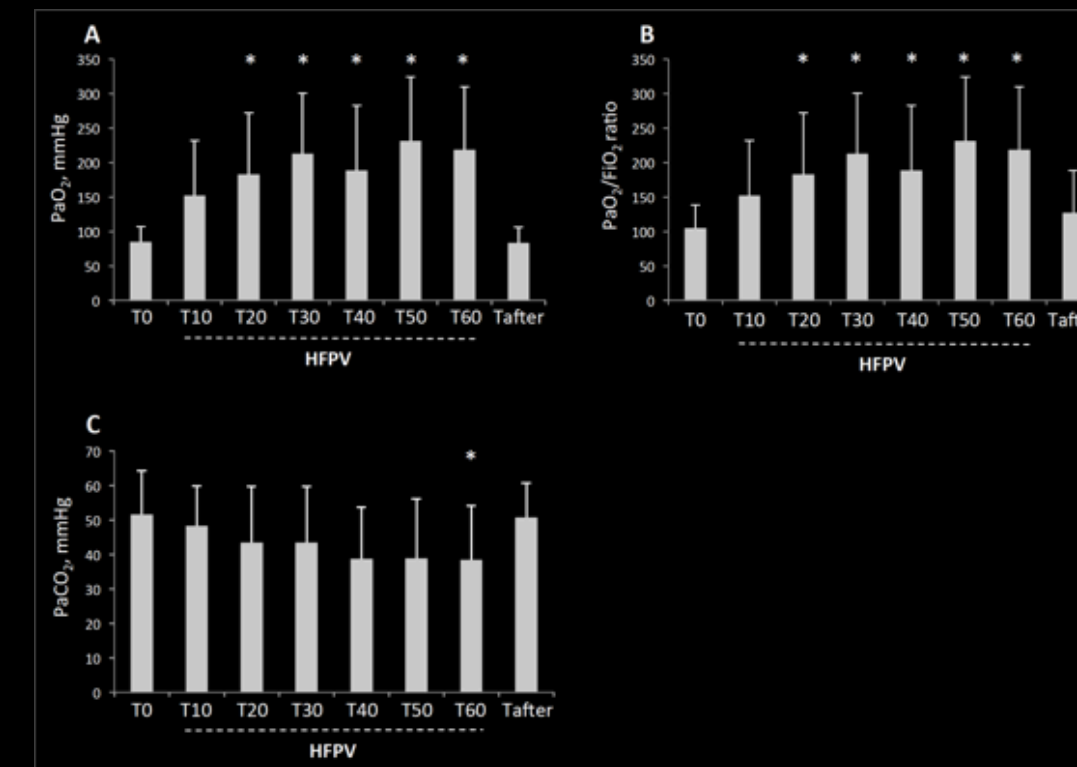 A
PaO₂, mmHg
350
300
250
200
150
100
50
0
* * * * *
T0 T10 T20 T30 T40 T50 T60 Tafter
HFPV
B
PaO₂/FiO₂ ratio
350
300
250
200
150
100
50
0
* * * * *
T0 T10 T20 T30 T40 T50 T60 Taft
HFPV
C
PaCO₂, mmHg
70
60
50
40
30
20
10
0
*
T0 T10 T20 T30 T40 T50 T60 Tafter
HFPV